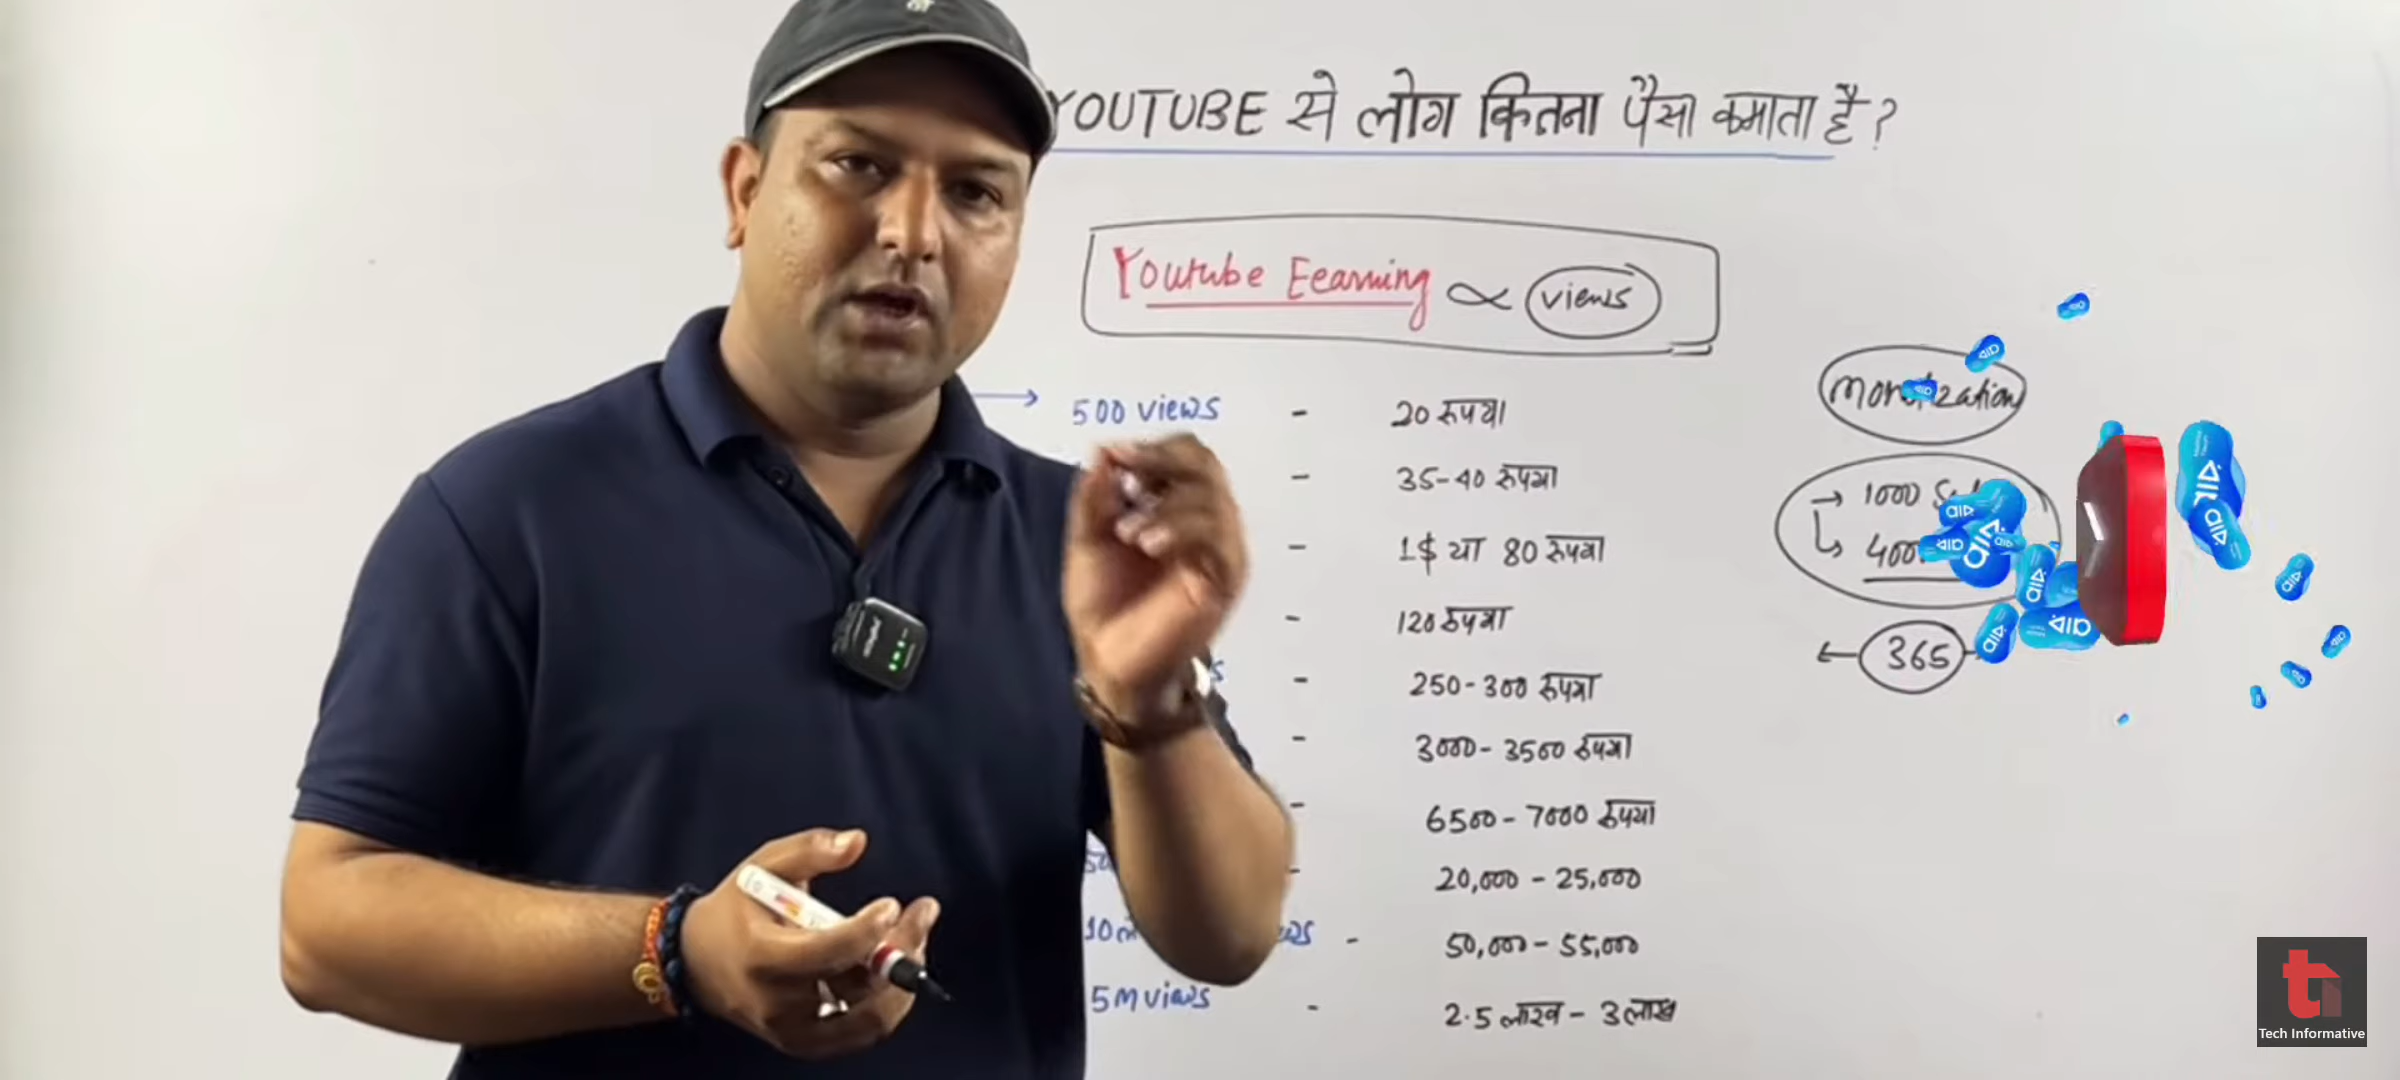 YOUTUBE से लोग कितना पैसा कमाता है?
Youtube Eearning ∝ views
500 views - 20 रुपया
- 35-40 रुपया
- 1$ या 80 रुपया
- 120 रुपया
- 250-300 रुपया
- 3000-3500 रुपया
- 6500-7000 रुपया
- 20,000-25,000
- 50,000-55,000
5M views - 2.5 लाख - 3 लाख
Monetization
→ 1000
365
Tech Informative